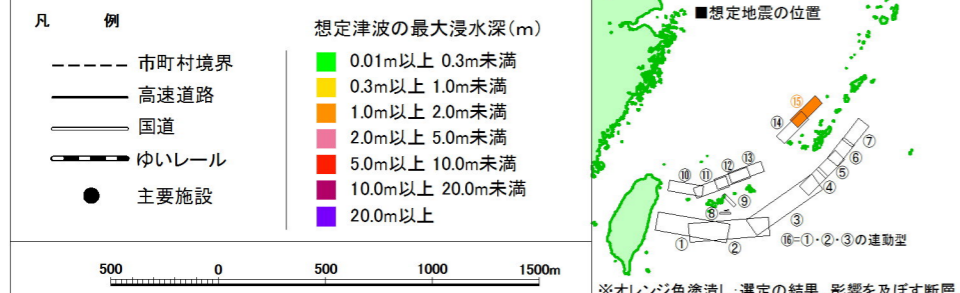 凡 例
市町村境界
高速道路
国道
ゆいレール
主要施設
想定津波の最大浸水深(m)
0.01m以上 0.3m未満
0.3m以上 1.0m未満
1.0m以上 2.0m未満
2.0m以上 5.0m未満
5.0m以上 10.0m未満
10.0m以上 20.0m未満
20.0m以上
500 0 500 1000 1500m
■想定地震の位置
⑮
⑭
⑦
⑥
⑤
④
⑬
⑫
⑪
⑩
⑨
⑧
③
①
②
⑯=①・②・③の連動型
※オレンジ色塗潰し:選定の結果、影響を及ぼす断層